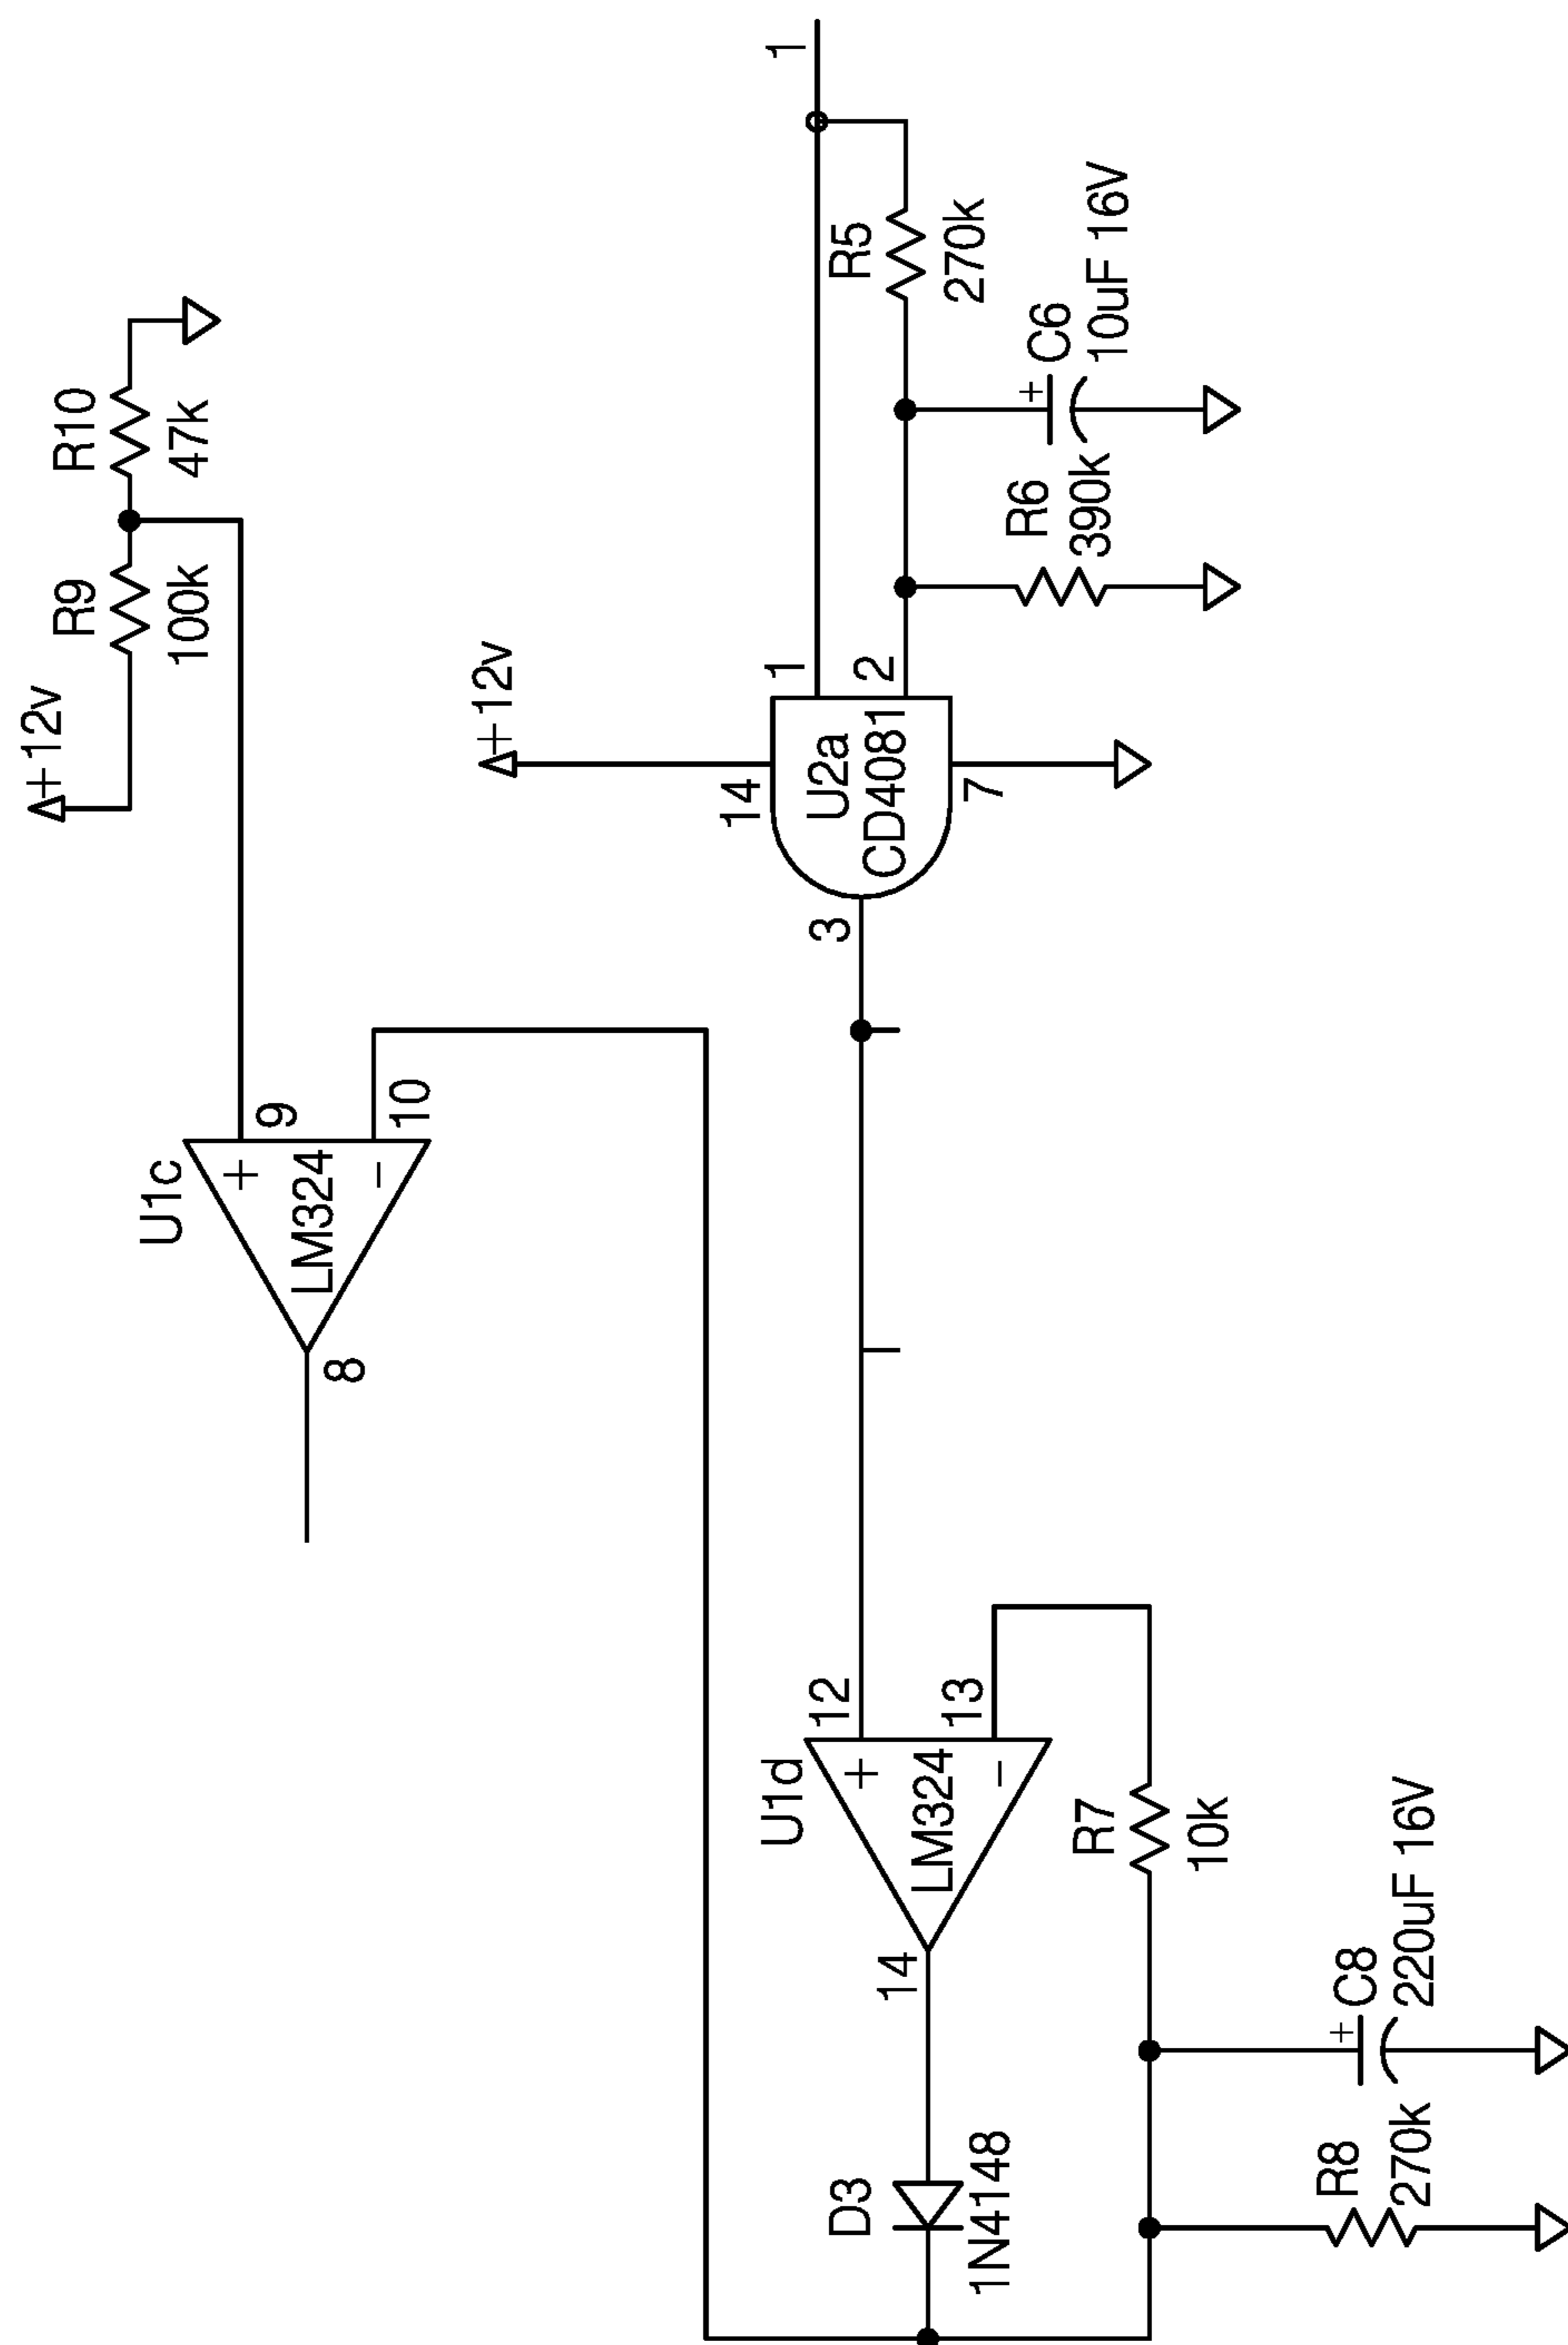 +12v
R9
100k
R10
47k
U1c
LM324
9
10
8
+
-
+12v
1
1
2
14
7
3
U2a
CD4081
R5
270k
C6
+
10uF 16V
R6
390k
U1d
LM324
12
13
14
+
-
R7
10k
D3
1N4148
C8
+
220uF 16V
R8
270k